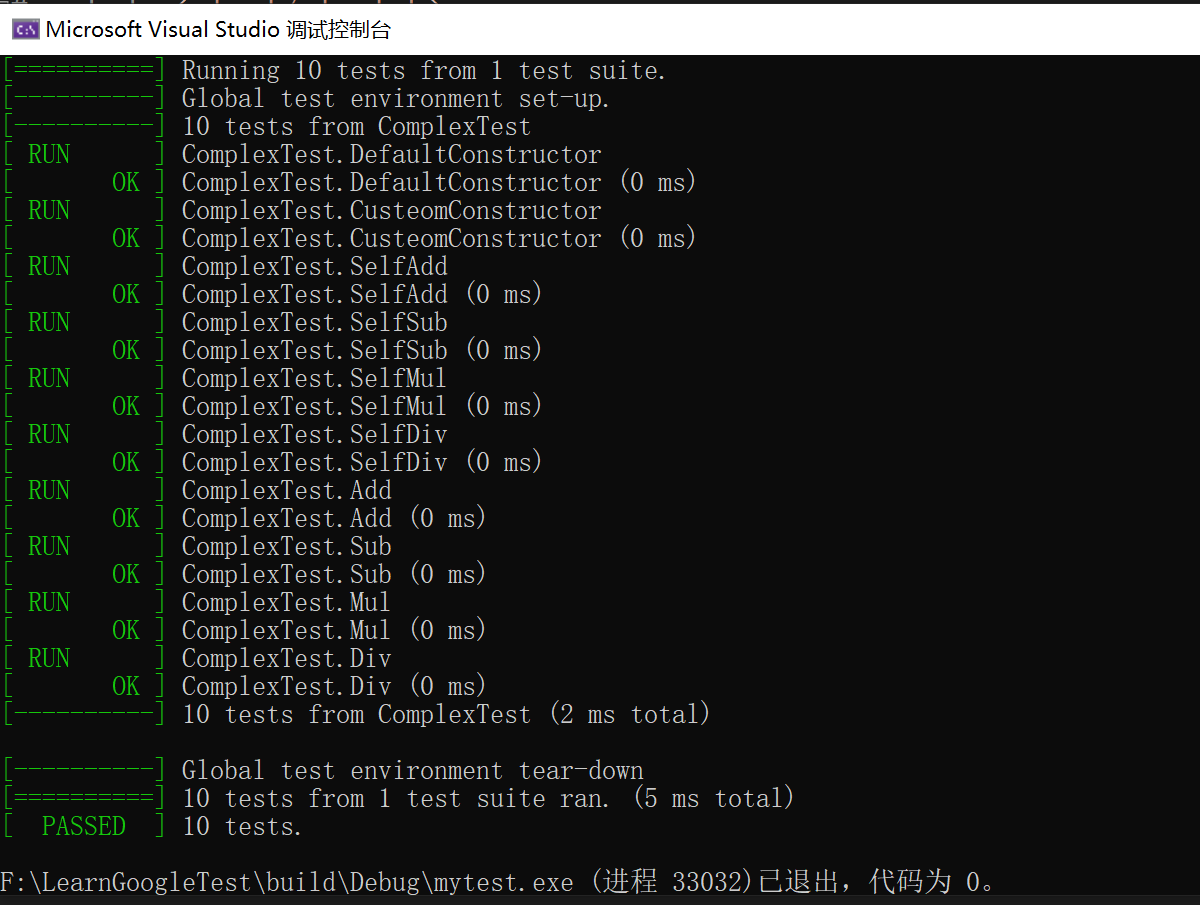 C:\ Microsoft Visual Studio 调试控制台
[==========] Running 10 tests from 1 test suite.
[----------] Global test environment set-up.
[----------] 10 tests from ComplexTest
[ RUN      ] ComplexTest.DefaultConstructor
[       OK ] ComplexTest.DefaultConstructor (0 ms)
[ RUN      ] ComplexTest.CusteomConstructor
[       OK ] ComplexTest.CusteomConstructor (0 ms)
[ RUN      ] ComplexTest.SelfAdd
[       OK ] ComplexTest.SelfAdd (0 ms)
[ RUN      ] ComplexTest.SelfSub
[       OK ] ComplexTest.SelfSub (0 ms)
[ RUN      ] ComplexTest.SelfMul
[       OK ] ComplexTest.SelfMul (0 ms)
[ RUN      ] ComplexTest.SelfDiv
[       OK ] ComplexTest.SelfDiv (0 ms)
[ RUN      ] ComplexTest.Add
[       OK ] ComplexTest.Add (0 ms)
[ RUN      ] ComplexTest.Sub
[       OK ] ComplexTest.Sub (0 ms)
[ RUN      ] ComplexTest.Mul
[       OK ] ComplexTest.Mul (0 ms)
[ RUN      ] ComplexTest.Div
[       OK ] ComplexTest.Div (0 ms)
[----------] 10 tests from ComplexTest (2 ms total)
[----------] Global test environment tear-down
[==========] 10 tests from 1 test suite ran. (5 ms total)
[  PASSED  ] 10 tests.
F:\LearnGoogleTest\build\Debug\mytest.exe (进程 33032)已退出，代码为 0。